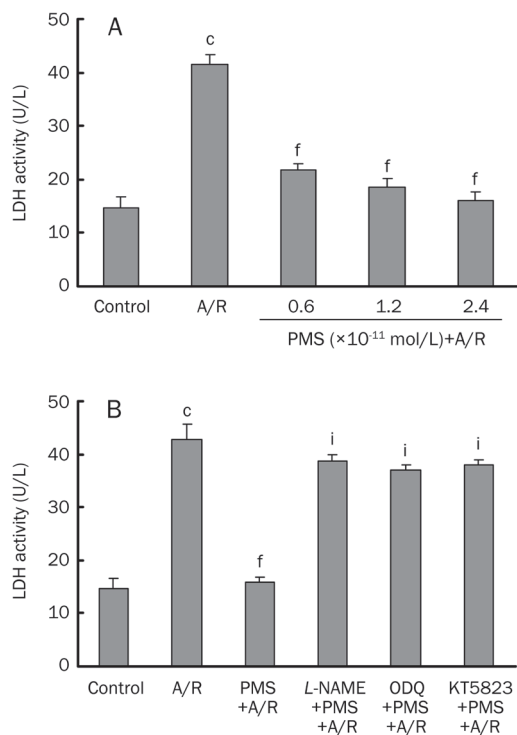 A
LDH activity (U/L)
50
40
30
20
10
0
c
f
f
f
Control A/R 0.6 1.2 2.4
PMS (×10⁻¹¹ mol/L)+A/R
B
LDH activity (U/L)
50
40
30
20
10
0
c
f
i
i
i
Control A/R PMS L-NAME ODQ KT5823
+A/R +PMS +PMS +PMS
+A/R +A/R +A/R